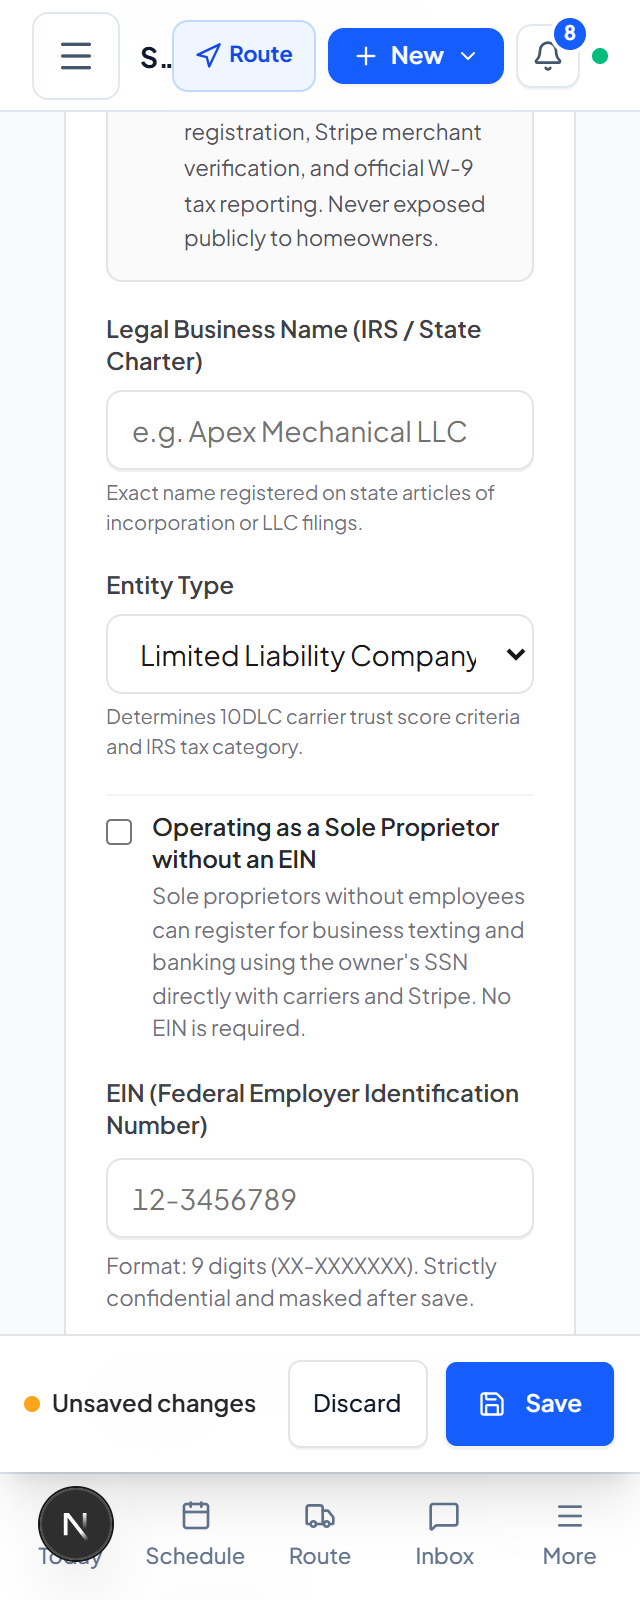 S..
Route
New
8
registration, Stripe merchant
verification, and official W-9
tax reporting. Never exposed
publicly to homeowners.
Legal Business Name (IRS / State
Charter)
e.g. Apex Mechanical LLC
Exact name registered on state articles of
incorporation or LLC filings.
Entity Type
Limited Liability Company
Determines 10DLC carrier trust score criteria
and IRS tax category.
Operating as a Sole Proprietor
without an EIN
Sole proprietors without employees
can register for business texting and
banking using the owner's SSN
directly with carriers and Stripe. No
EIN is required.
EIN (Federal Employer Identification
Number)
12-3456789
Format: 9 digits (XX-XXXXXXX). Strictly
confidential and masked after save.
Unsaved changes
Discard
Save
N
Today
Schedule
Route
Inbox
More